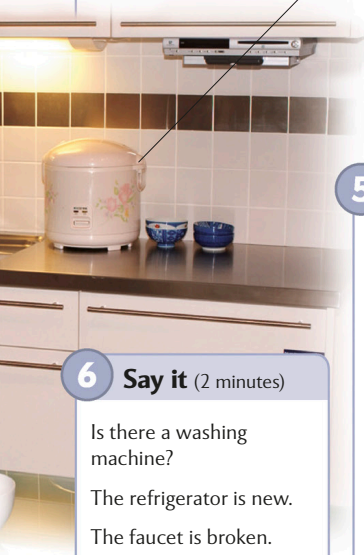 5
6 Say it (2 minutes)
Is there a washing
machine?
The refrigerator is new.
The faucet is broken.